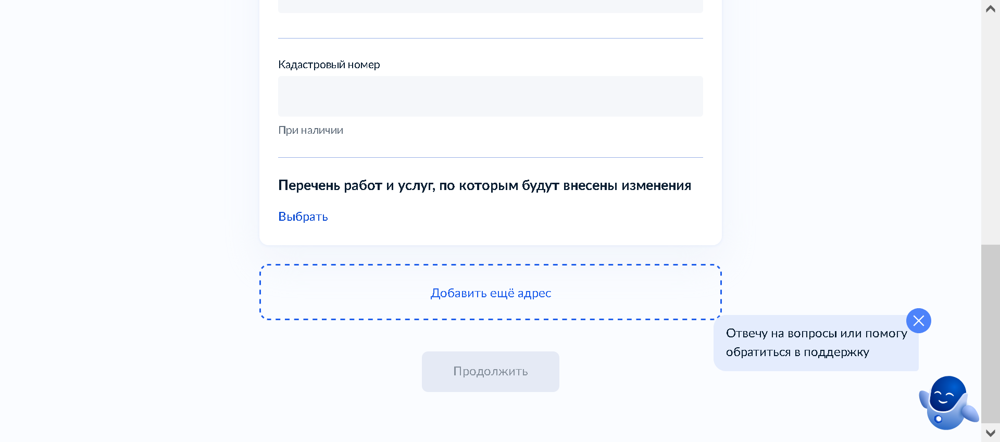 Кадастровый номер
При наличии
Перечень работ и услуг, по которым будут внесены изменения
Выбрать
Добавить ещё адрес
Отвечу на вопросы или помогу
обратиться в поддержку
Продолжить